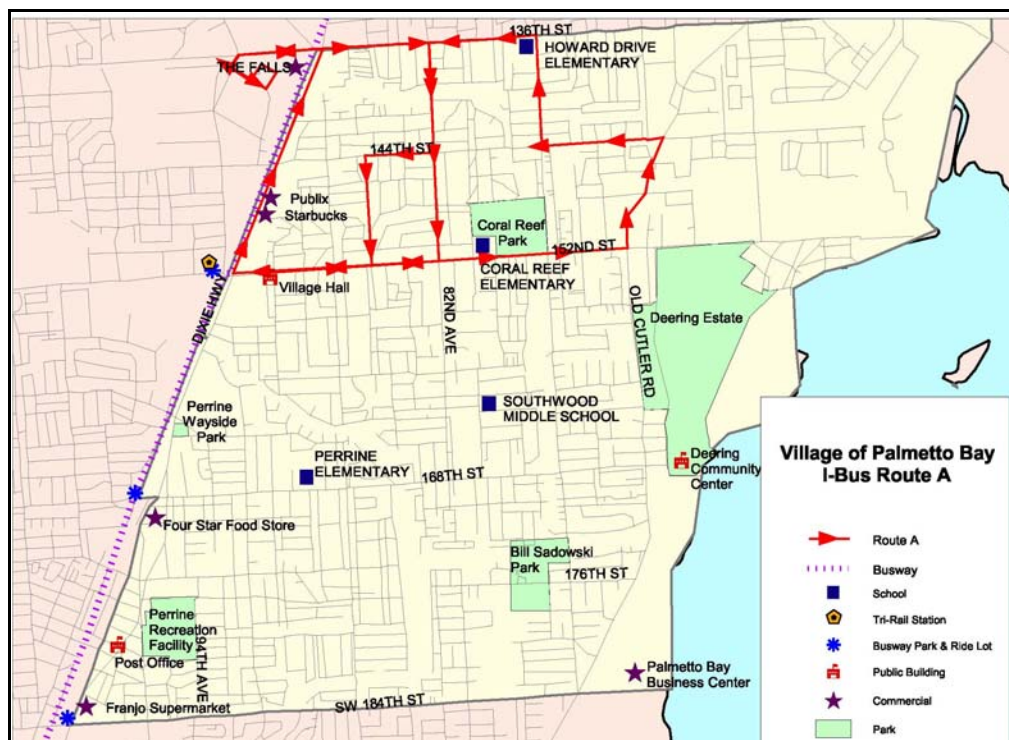 136TH ST
HOWARD DRIVE
ELEMENTARY
THE FALLS
144TH ST
Publix
Starbucks
Coral Reef
Park
152ND ST
CORAL REEF
ELEMENTARY
Village Hall
DIXIE HWY
82ND AVE
OLD CUTLER RD
Deering Estate
Perrine
Wayside
Park
SOUTHWOOD
MIDDLE SCHOOL
PERRINE
ELEMENTARY
168TH ST
Deering
Community
Center
Four Star Food Store
Bill Sadowski
Park
176TH ST
Perrine
Recreation
Facility
94TH AVE
Post Office
Palmetto Bay
Business Center
Franjo Supermarket
SW 184TH ST
Village of Palmetto Bay
I-Bus Route A
Route A
Busway
School
Tri-Rail Station
Busway Park & Ride Lot
Public Building
Commercial
Park